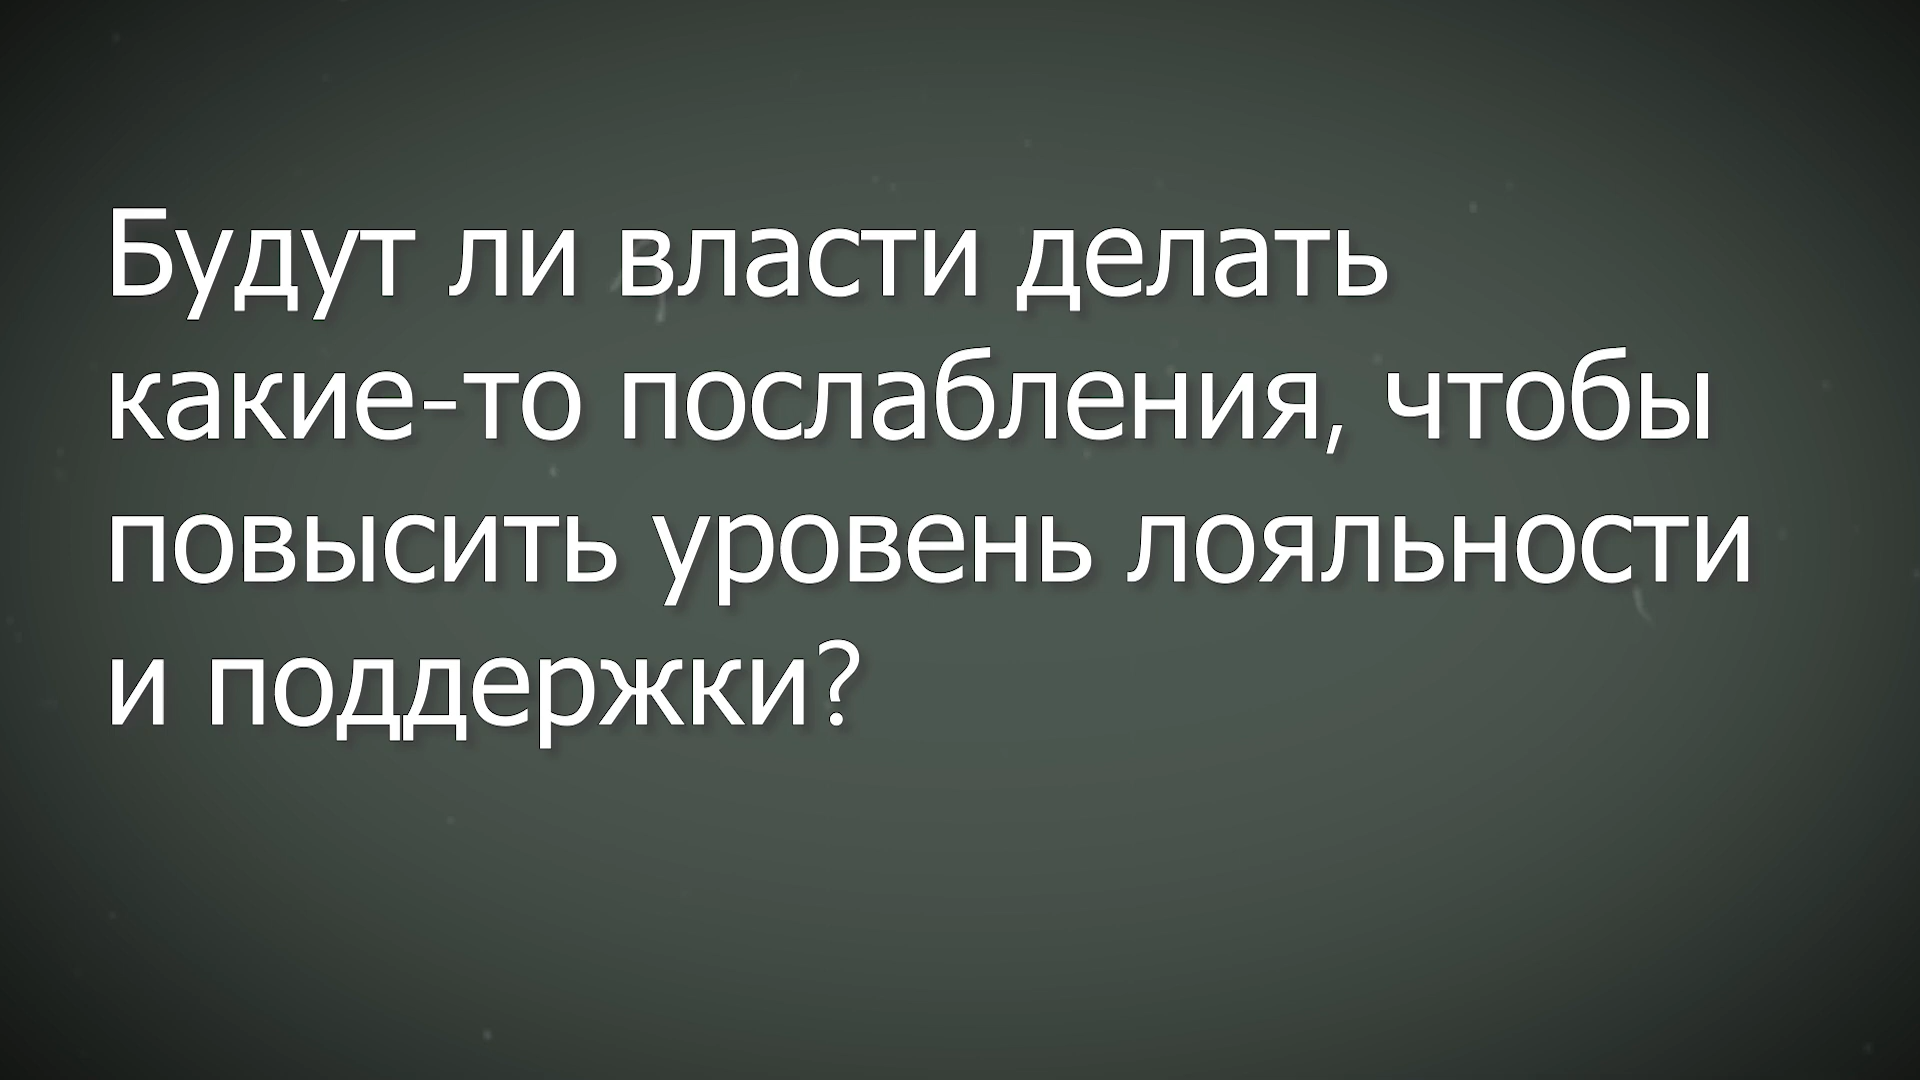 Будут ли власти делать
какие-то послабления, чтобы
повысить уровень лояльности
и поддержки?